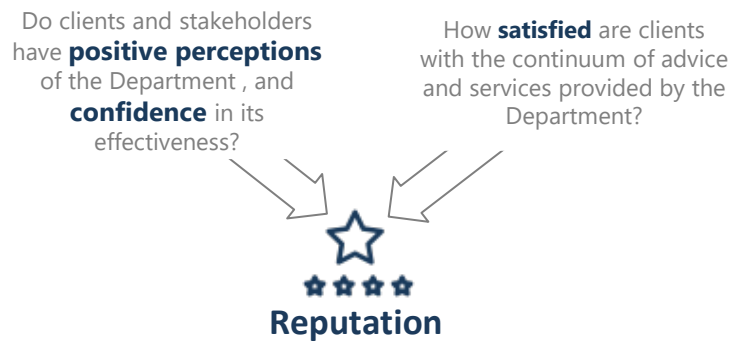 Do clients and stakeholders
have positive perceptions
of the Department , and
confidence in its
effectiveness?
How satisfied are clients
with the continuum of advice
and services provided by the
Department?
Reputation